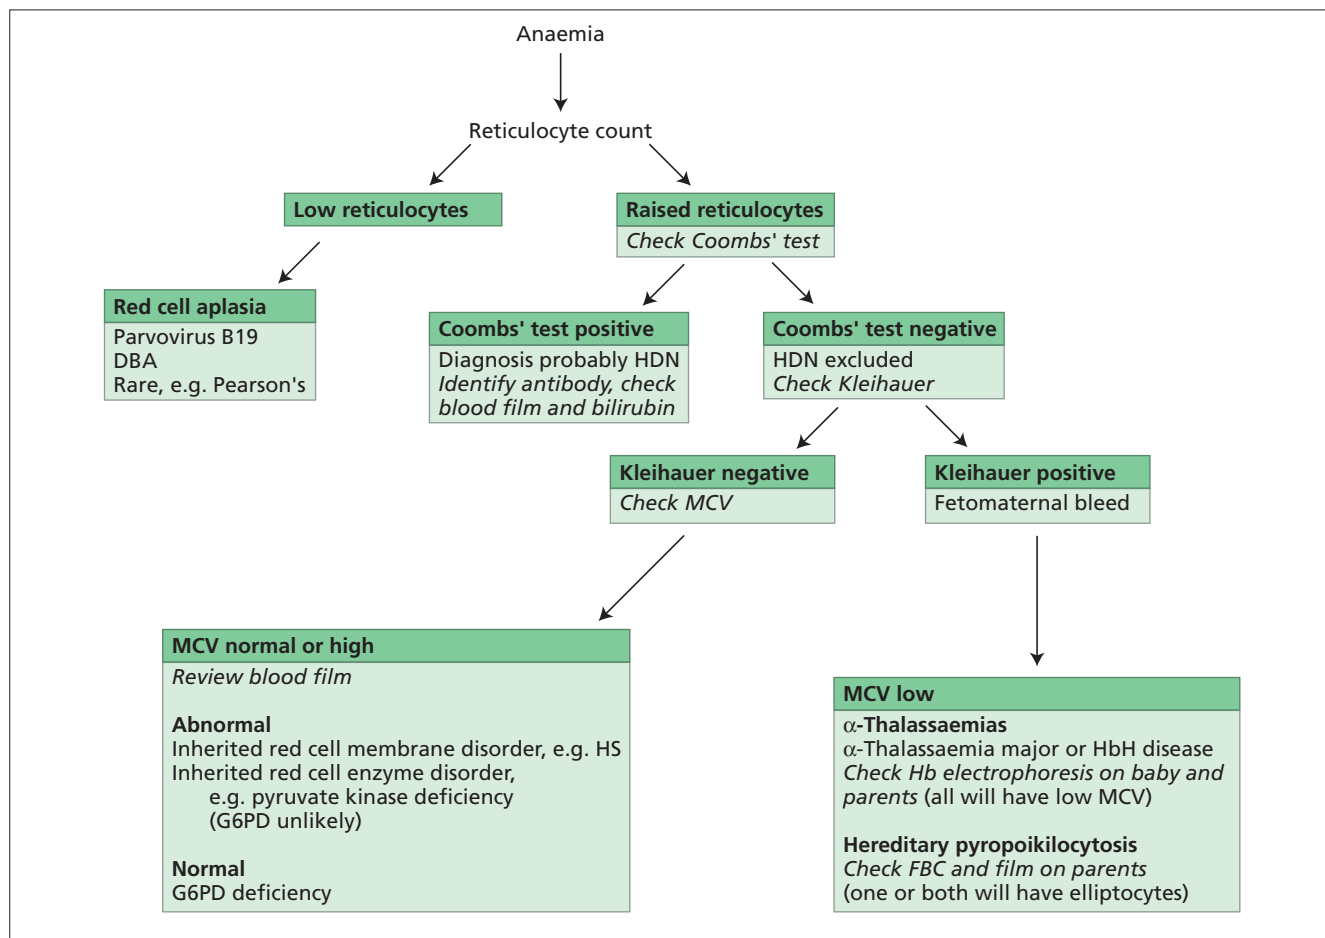 Anaemia
Reticulocyte count
Low reticulocytes
Raised reticulocytes
Check Coombs' test
Red cell aplasia
Parvovirus B19
DBA
Rare, e.g. Pearson's
Coombs' test positive
Diagnosis probably HDN
Identify antibody, check
blood film and bilirubin
Coombs' test negative
HDN excluded
Check Kleihauer
Kleihauer negative
Check MCV
Kleihauer positive
Fetomaternal bleed
MCV normal or high
Review blood film
Abnormal
Inherited red cell membrane disorder, e.g. HS
Inherited red cell enzyme disorder,
e.g. pyruvate kinase deficiency
(G6PD unlikely)
Normal
G6PD deficiency
MCV low
α-Thalassaemias
α-Thalassaemia major or HbH disease
Check Hb electrophoresis on baby and
parents (all will have low MCV)
Hereditary pyropoikilocytosis
Check FBC and film on parents
(one or both will have elliptocytes)